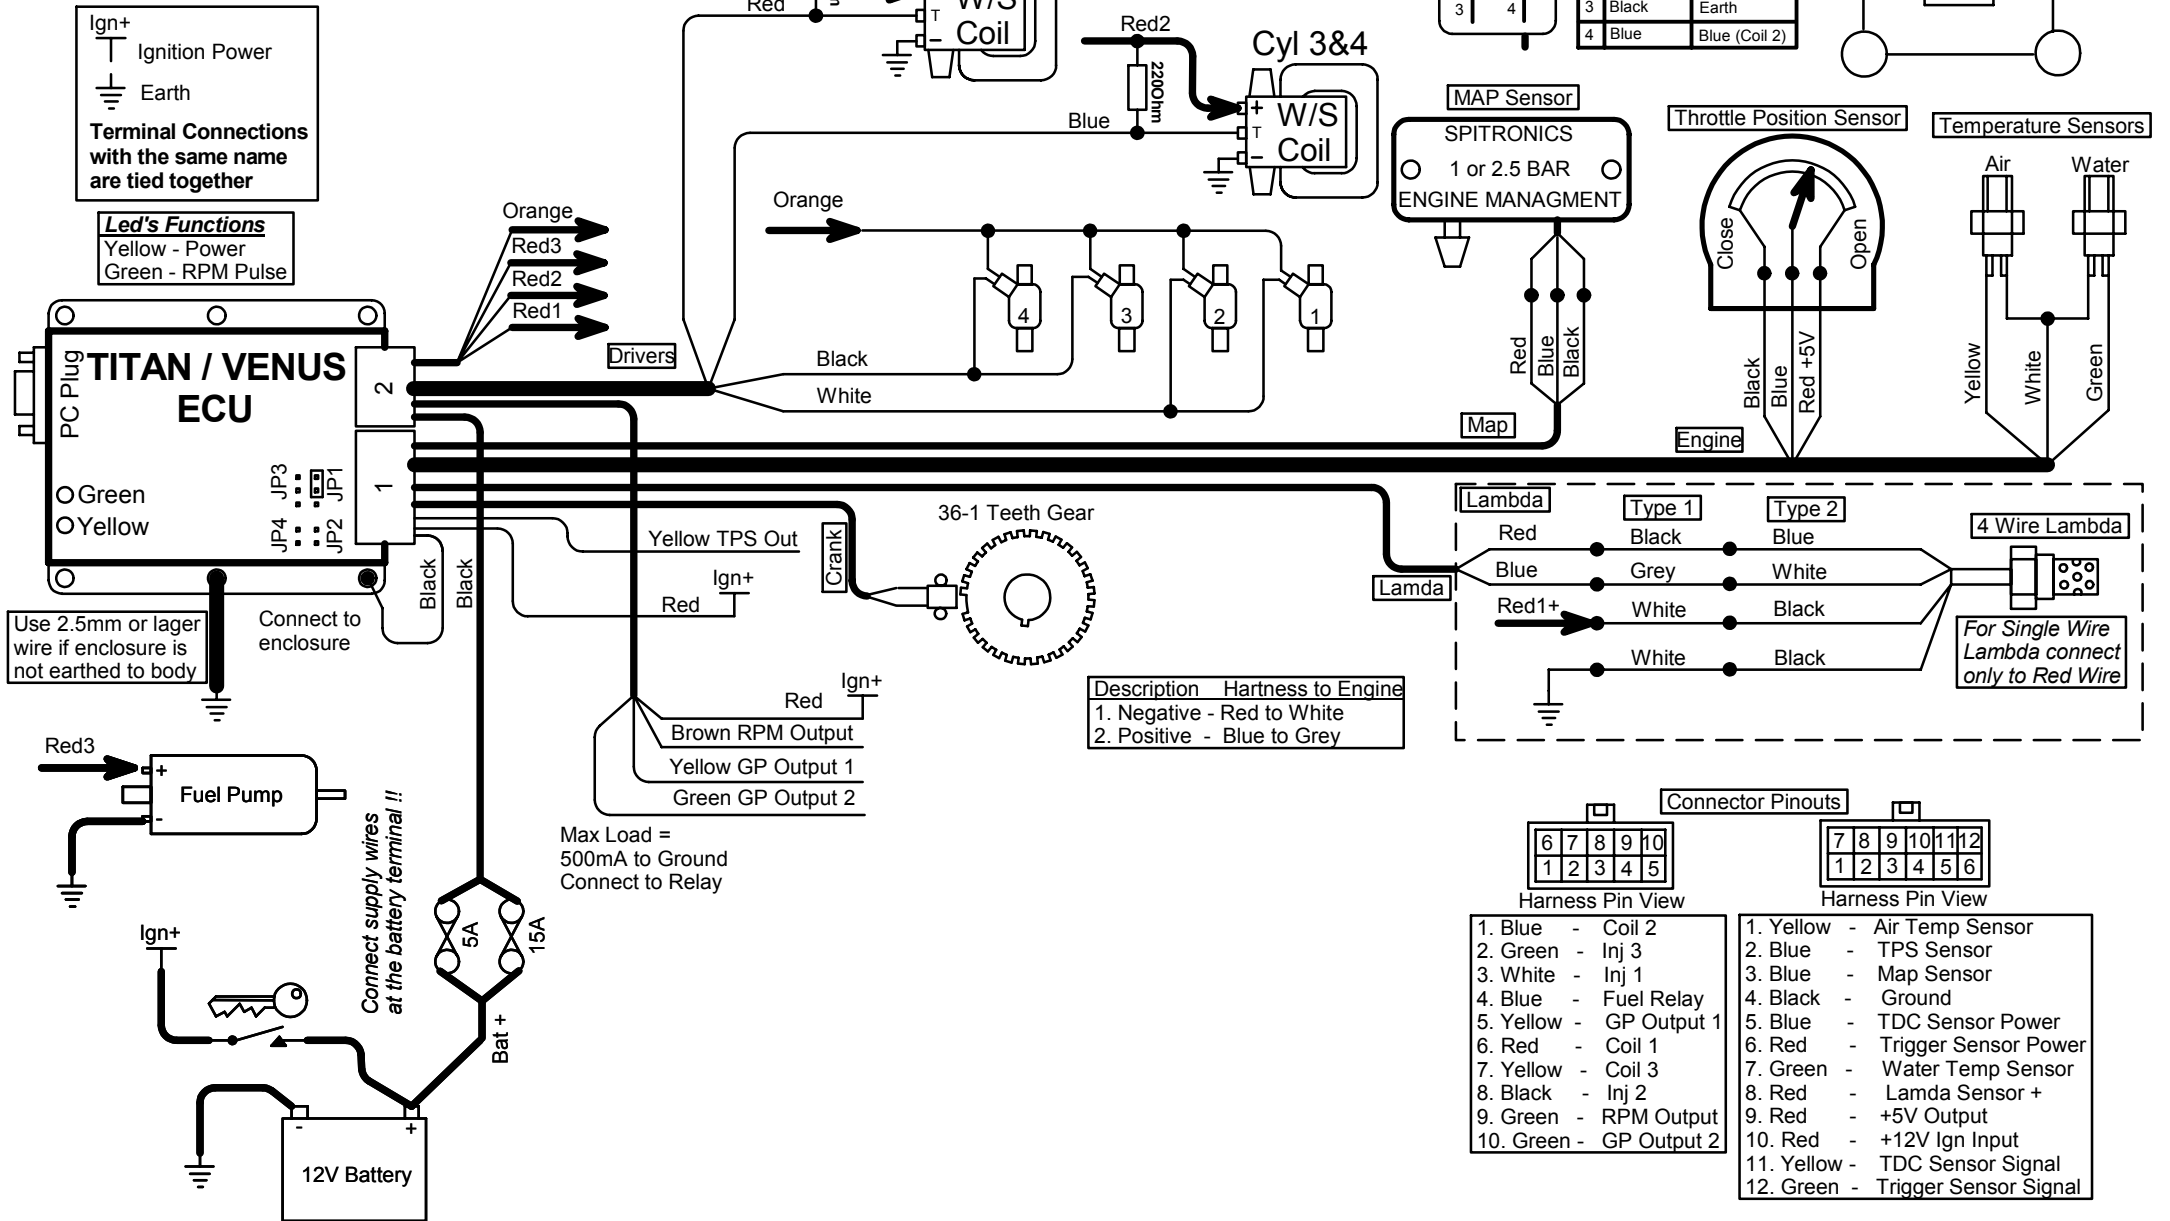 Ign+
Ignition Power
Earth
Terminal Connections
with the same name
are tied together
Led's Functions
Yellow - Power
Green - RPM Pulse
Red
T
W/S
Coil
-
Red2
220Ohm
Blue
Cyl 3&4
+
T
-
W/S
Coil
3
4
3 Black Earth
4 Blue Blue (Coil 2)
MAP Sensor
SPITRONICS
1 or 2.5 BAR
ENGINE MANAGMENT
Red
Blue
Black
Throttle Position Sensor
Close
Open
Black
Blue
Red +5V
Temperature Sensors
Air
Water
Yellow
White
Green
Orange
Red3
Red2
Red1
Orange
4
3
2
1
Drivers
Black
White
Map
Engine
PC Plug
TITAN / VENUS
ECU
2
1
JP3
JP1
JP4
JP2
Green
Yellow
Black
Black
Use 2.5mm or lager
wire if enclosure is
not earthed to body
Connect to
enclosure
Yellow TPS Out
Ign+
Red
Crank
36-1 Teeth Gear
Lamda
Lambda
Type 1
Type 2
4 Wire Lambda
Red
Black
Blue
Blue
Grey
White
Red1+
White
Black
White
Black
For Single Wire
Lambda connect
only to Red Wire
Description Hartness to Engine
1. Negative - Red to White
2. Positive - Blue to Grey
Ign+
Red
Brown RPM Output
Yellow GP Output 1
Green GP Output 2
Max Load =
500mA to Ground
Connect to Relay
Red3
+
-
Fuel Pump
Connect supply wires
at the battery terminal !!
5A
15A
Bat +
Ign+
-
+
12V Battery
Connector Pinouts
6 7 8 9 10
1 2 3 4 5
Harness Pin View
1. Blue - Coil 2
2. Green - Inj 3
3. White - Inj 1
4. Blue - Fuel Relay
5. Yellow - GP Output 1
6. Red - Coil 1
7. Yellow - Coil 3
8. Black - Inj 2
9. Green - RPM Output
10. Green - GP Output 2
7 8 9 10 11 12
1 2 3 4 5 6
Harness Pin View
1. Yellow - Air Temp Sensor
2. Blue - TPS Sensor
3. Blue - Map Sensor
4. Black - Ground
5. Blue - TDC Sensor Power
6. Red - Trigger Sensor Power
7. Green - Water Temp Sensor
8. Red - Lamda Sensor +
9. Red - +5V Output
10. Red - +12V Ign Input
11. Yellow - TDC Sensor Signal
12. Green - Trigger Sensor Signal